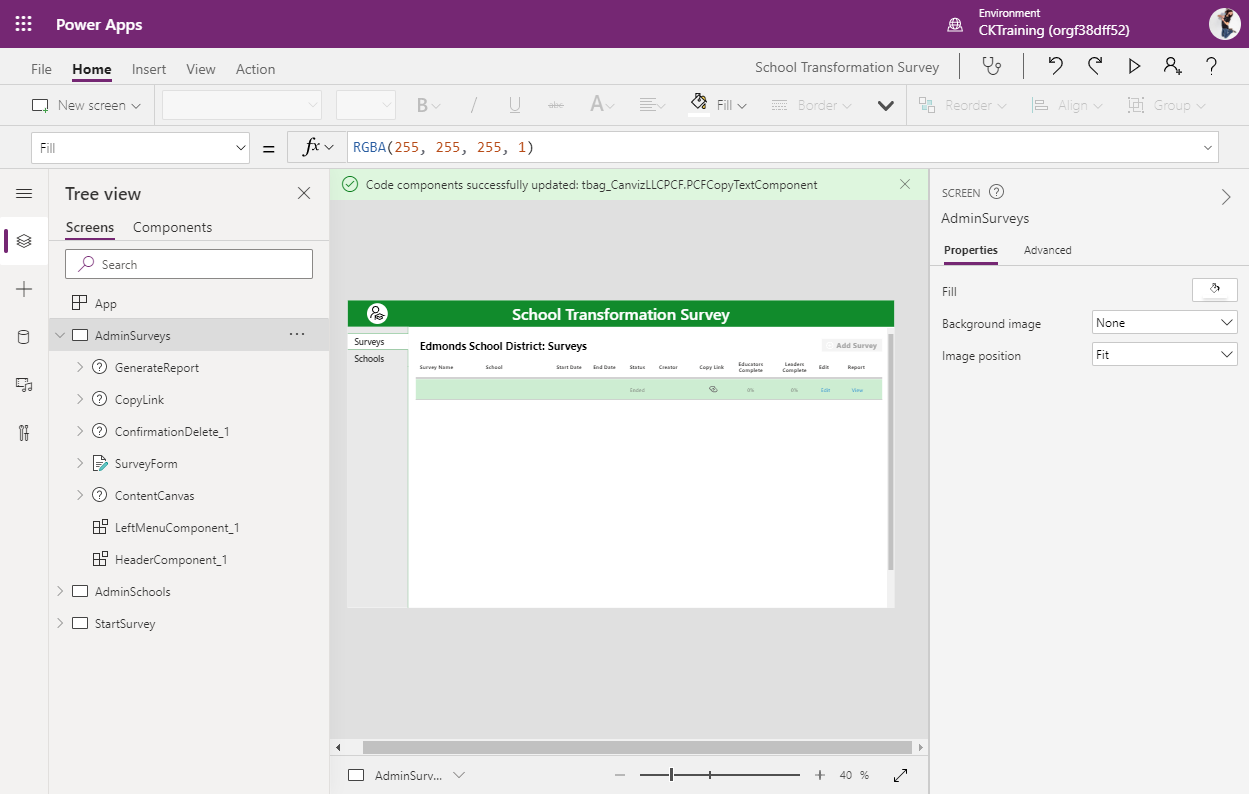 Power Apps
Environment
CKTraining (orgf38dff52)
File Home Insert View Action
School Transformation Survey
New screen
B / U abc A Fill Border Reorder Align Group
Fill = fx RGBA(255, 255, 255, 1)
Tree view
Screens Components
Search
App
AdminSurveys
GenerateReport
CopyLink
ConfirmationDelete_1
SurveyForm
ContentCanvas
LeftMenuComponent_1
HeaderComponent_1
AdminSchools
StartSurvey
Code components successfully updated: tbag_CanvizLLCPCF.PCFCopyTextComponent
School Transformation Survey
Surveys
Schools
Edmonds School District: Surveys
Add Survey
Survey Name School Start Date End Date Status Creator Copy Link Educators Complete Leaders Complete Edit Report
Ended 0% 0% Edit View
AdminSurv...
40 %
SCREEN
AdminSurveys
Properties Advanced
Fill
Background image None
Image position Fit